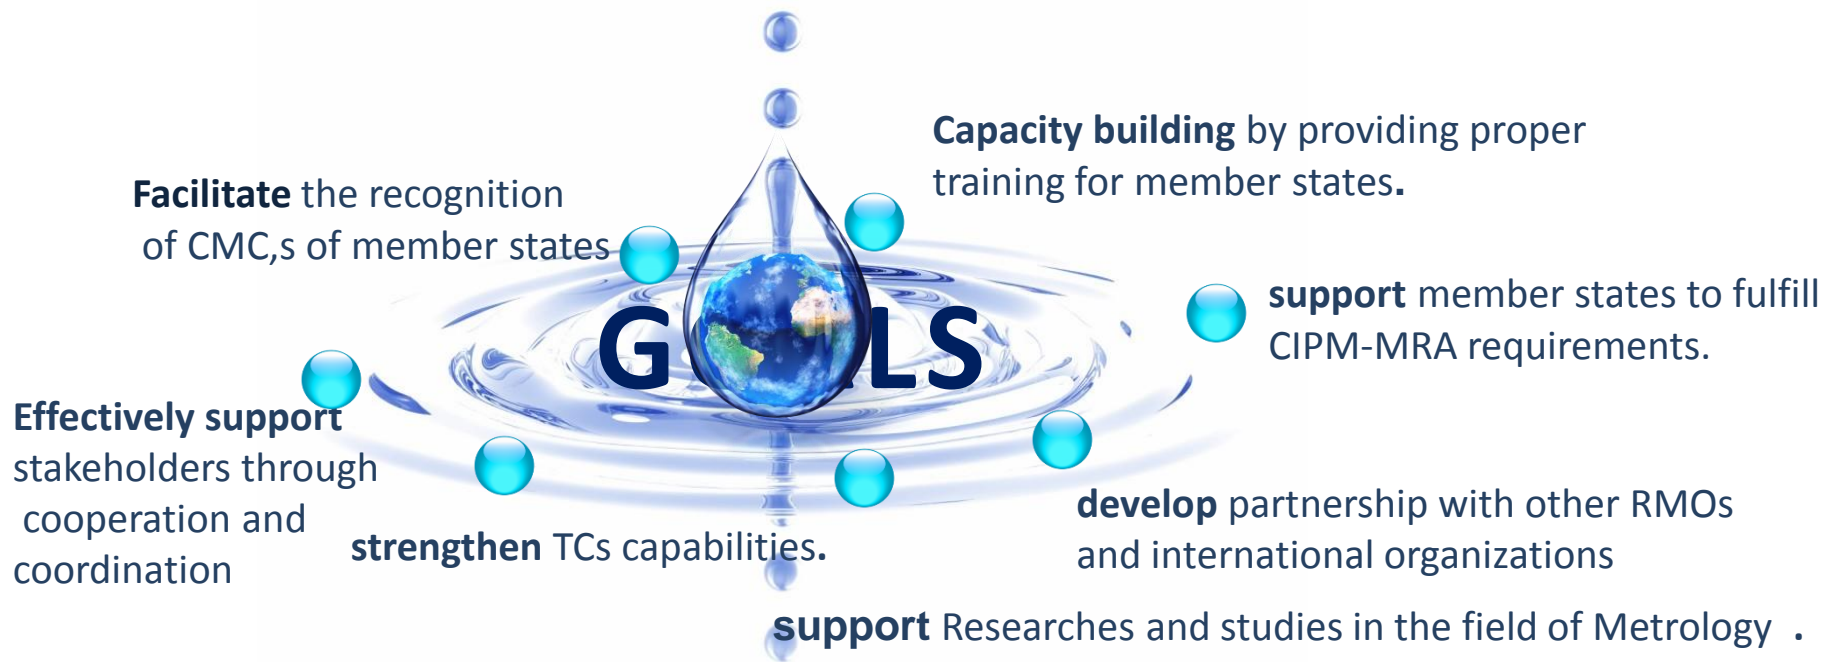 Capacity building by providing proper
training for member states.
Facilitate the recognition
of CMC,s of member states
support member states to fulfill
CIPM-MRA requirements.
GOALS
Effectively support
stakeholders through
cooperation and
coordination
strengthen TCs capabilities.
develop partnership with other RMOs
and international organizations
support Researches and studies in the field of Metrology .